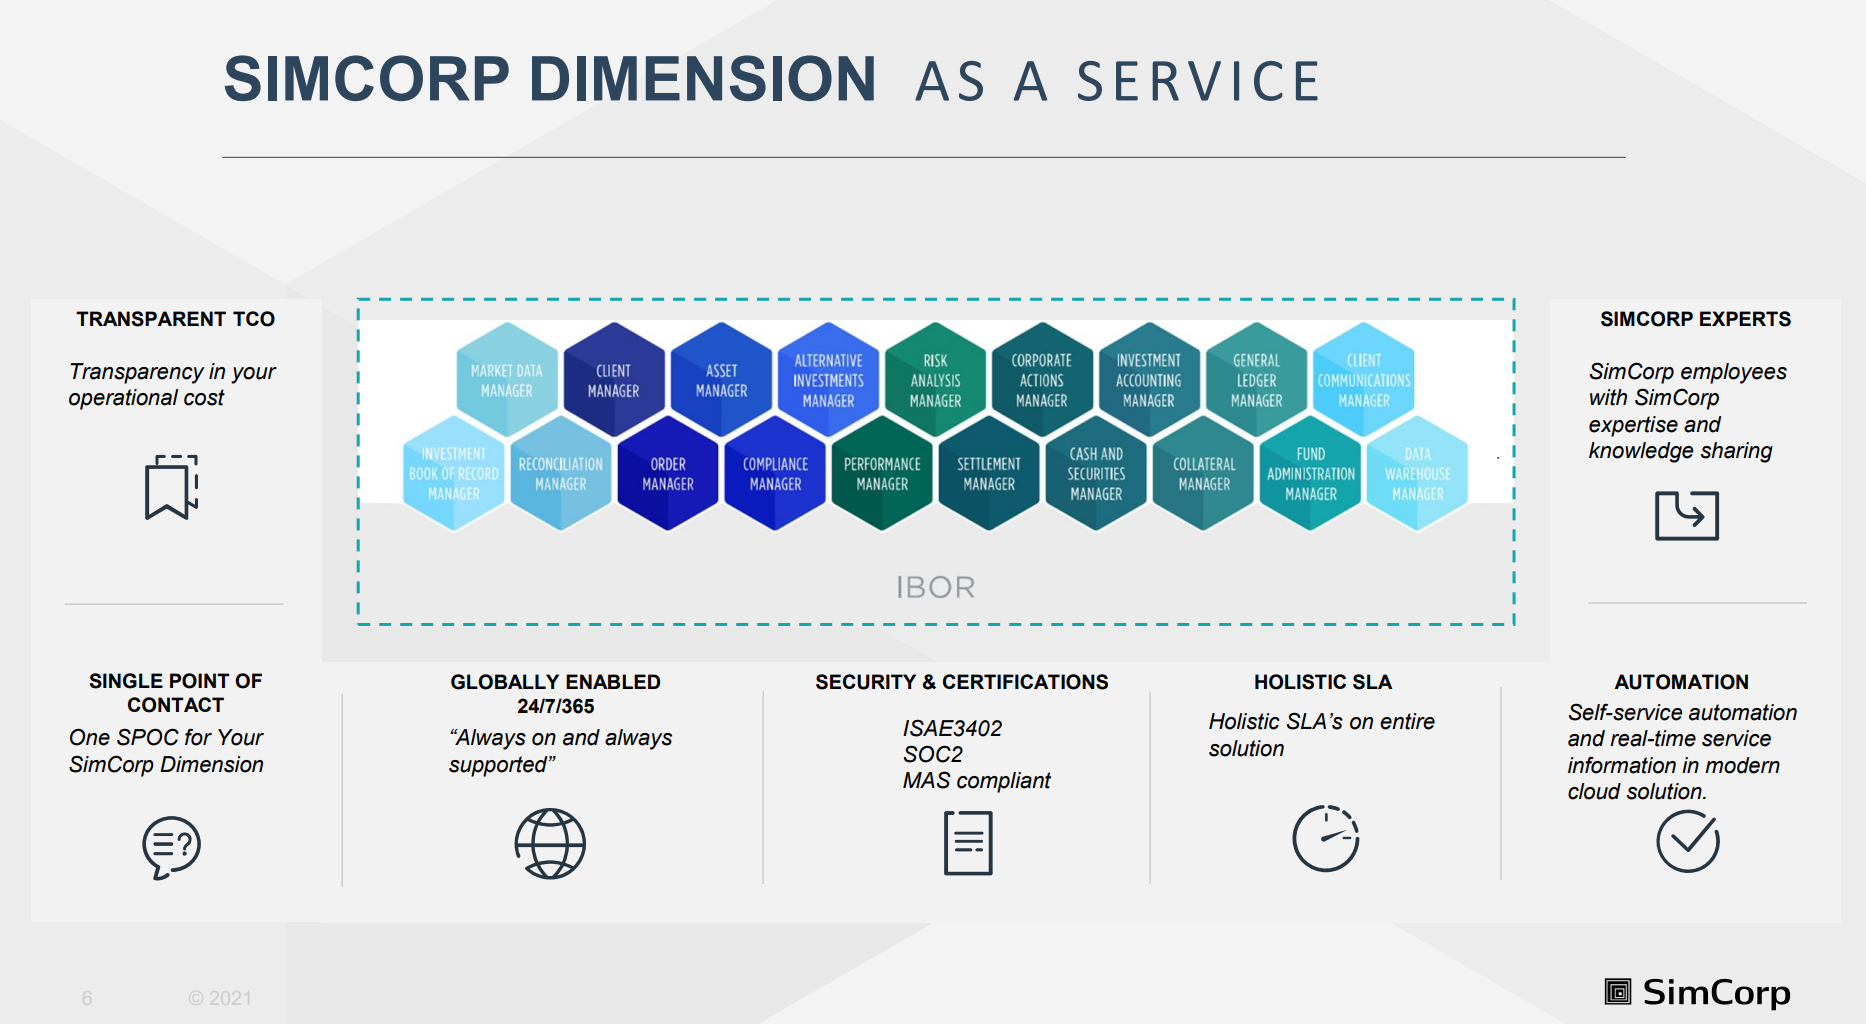 SIMCORP DIMENSION AS A SERVICE
TRANSPARENT TCO
Transparency in your
operational cost
MARKET DATA
MANAGER
CLIENT
MANAGER
ASSET
MANAGER
ALTERNATIVE
INVESTMENTS
MANAGER
RISK
ANALYSIS
MANAGER
CORPORATE
ACTIONS
MANAGER
INVESTMENT
ACCOUNTING
MANAGER
GENERAL
LEDGER
MANAGER
CLIENT
COMMUNICATIONS
MANAGER
INVESTMENT
BOOK OF RECORD
MANAGER
RECONCILIATION
MANAGER
ORDER
MANAGER
COMPLIANCE
MANAGER
PERFORMANCE
MANAGER
SETTLEMENT
MANAGER
CASH AND
SECURITIES
MANAGER
COLLATERAL
MANAGER
FUND
ADMINISTRATION
MANAGER
DATA
WAREHOUSE
MANAGER
IBOR
SIMCORP EXPERTS
SimCorp employees
with SimCorp
expertise and
knowledge sharing
SINGLE POINT OF
CONTACT
One SPOC for Your
SimCorp Dimension
GLOBALLY ENABLED
24/7/365
“Always on and always
supported”
SECURITY & CERTIFICATIONS
ISAE3402
SOC2
MAS compliant
HOLISTIC SLA
Holistic SLA’s on entire
solution
AUTOMATION
Self-service automation
and real-time service
information in modern
cloud solution.
6
© 2021
SimCorp